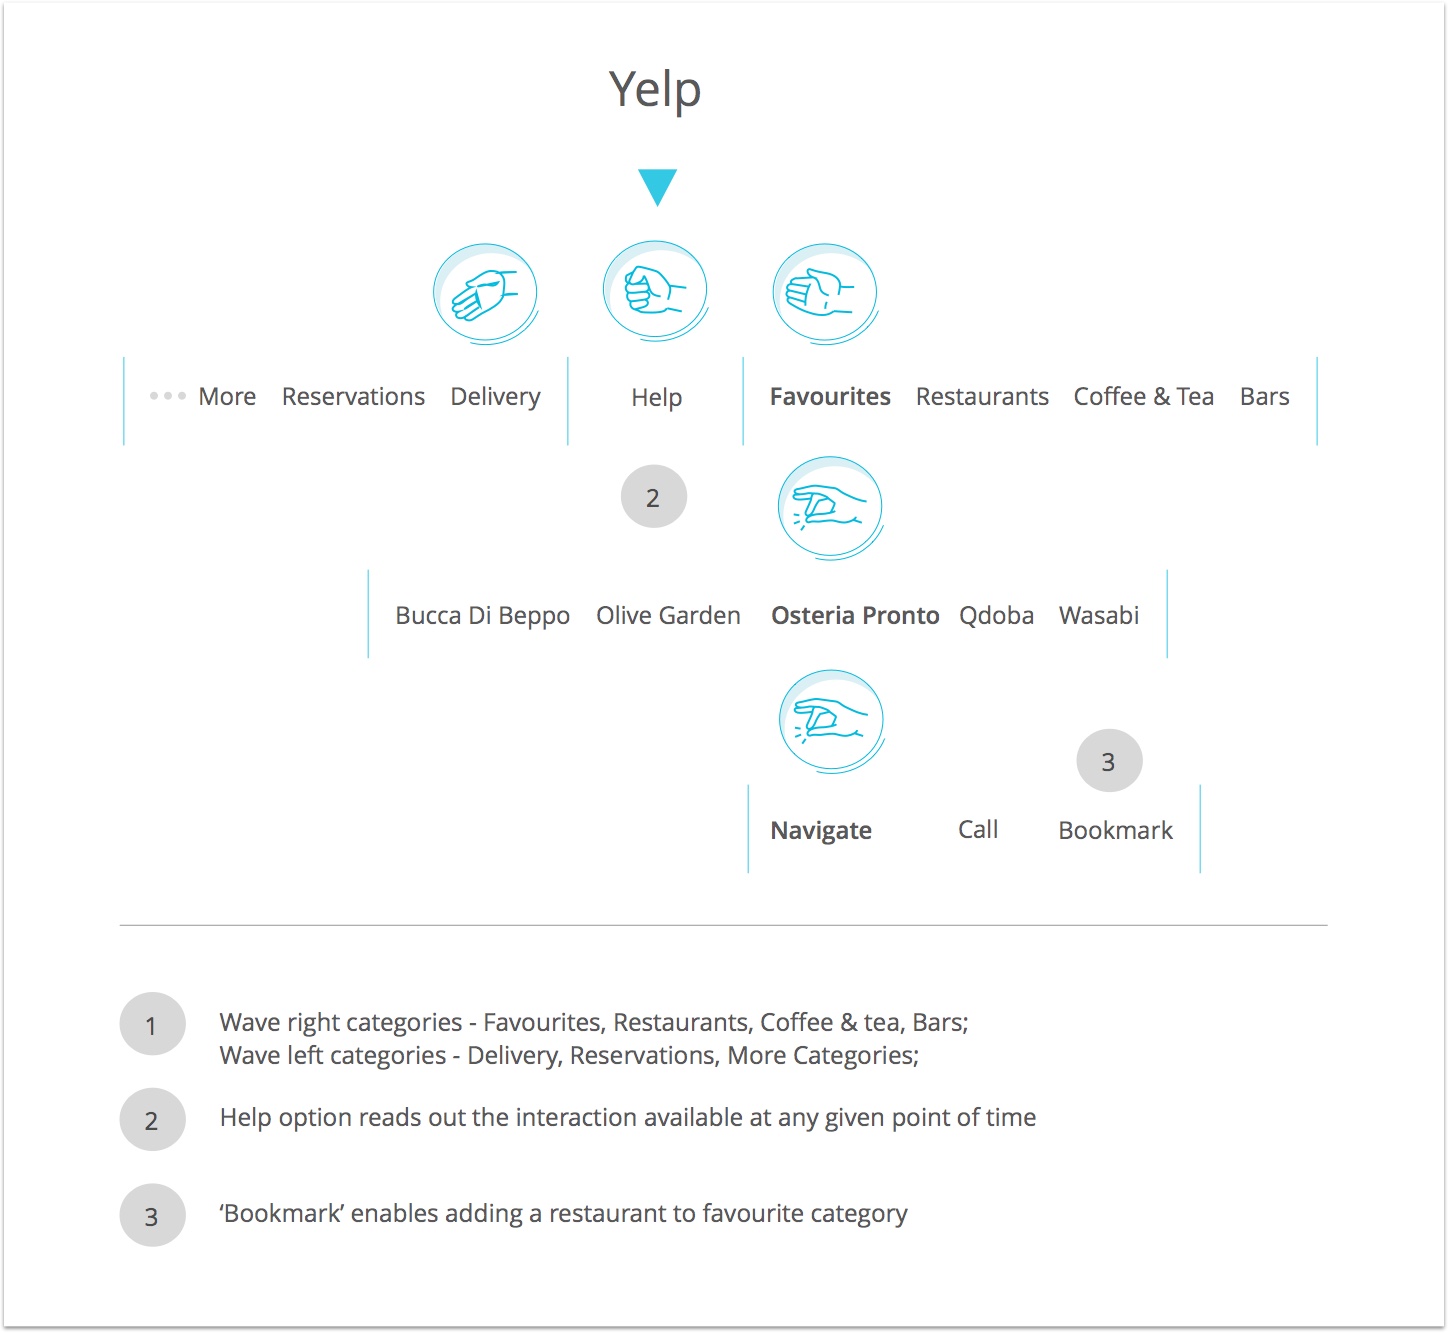 Yelp
More Reservations Delivery Help Favourites Restaurants Coffee & Tea Bars
2
Bucca Di Beppo Olive Garden Osteria Pronto Qdoba Wasabi
3
Navigate Call Bookmark
1 Wave right categories - Favourites, Restaurants, Coffee & tea, Bars;
Wave left categories - Delivery, Reservations, More Categories;
2 Help option reads out the interaction available at any given point of time
3 ‘Bookmark’ enables adding a restaurant to favourite category